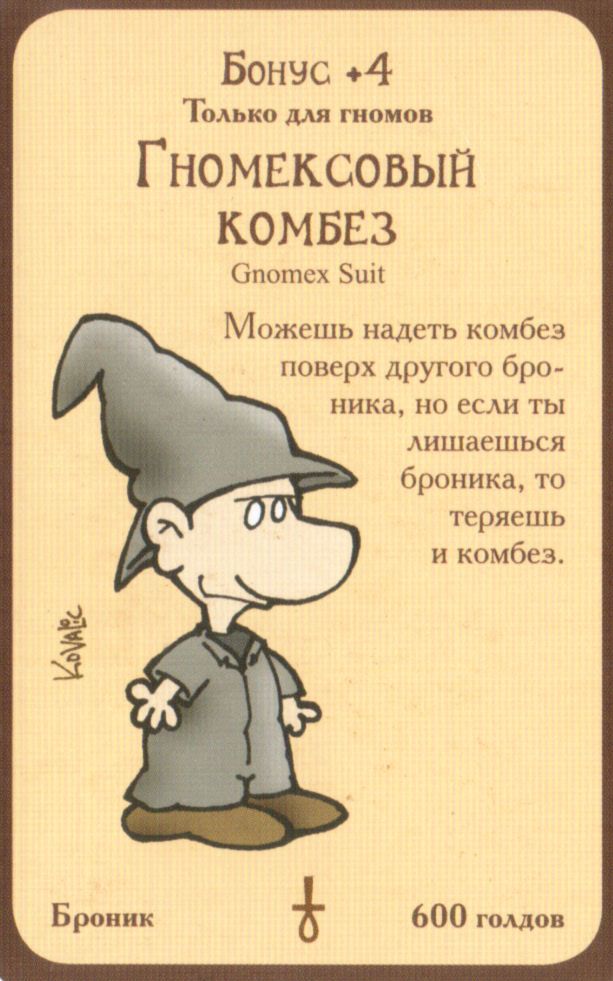 Бонус +4
Только для гномов
Гномексовый
комбез
Gnomex Suit
Можешь надеть комбез
поверх другого бро-
ника, но если ты
лишаешься
броника, то
теряешь
и комбез.
Kovalic
Броник
600 голдов